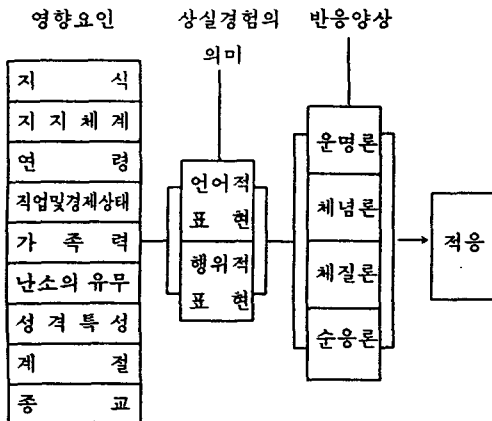 영향요인
상실경험의
의미
반응양상
지식
지지체계
연령
직업및경제상태
가족력
난소의 유무
성격특성
계절
종교
언어적
표현
행위적
표현
운명론
체념론
체질론
순응론
적응